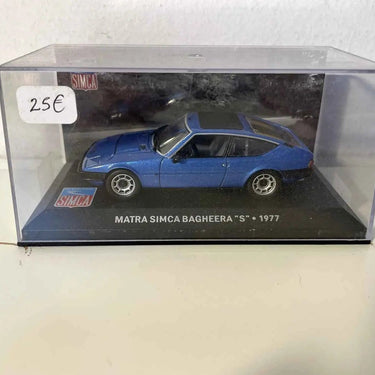 SIMCA
25€
SIMCA
MATRA SIMCA BAGHEERA "S" • 1977